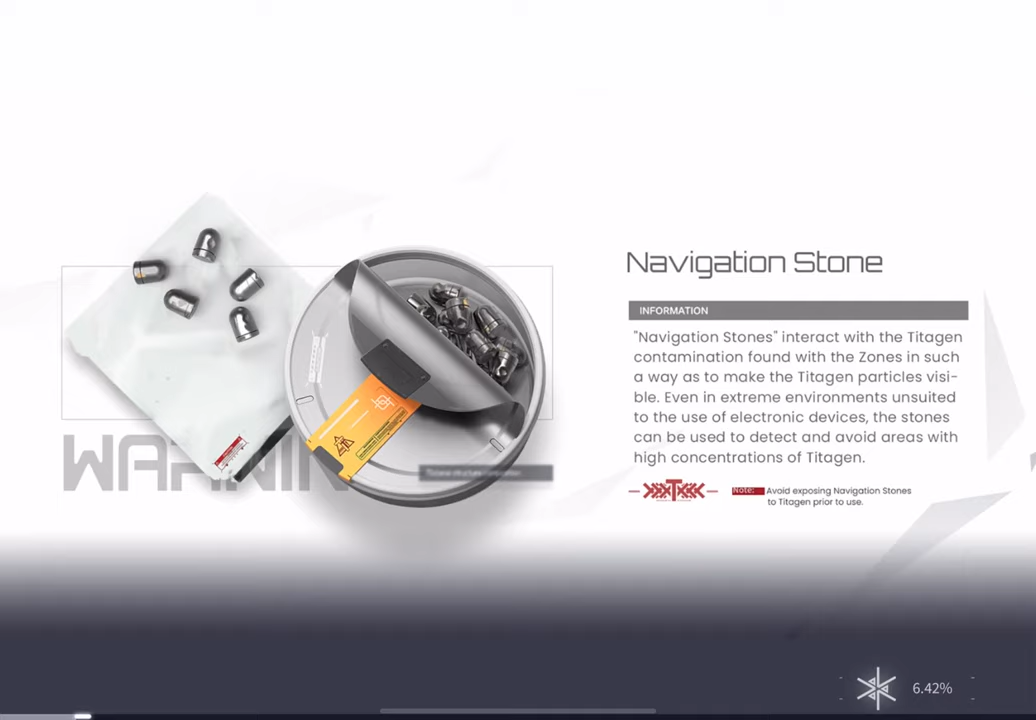 Navigation Stone
INFORMATION
"Navigation Stones" interact with the Titagen
contamination found with the Zones in such
a way as to make the Titagen particles visi-
ble. Even in extreme environments unsuited
to the use of electronic devices, the stones
can be used to detect and avoid areas with
high concentrations of Titagen.
Note: Avoid exposing Navigation Stones
to Titagen prior to use.
6.42%